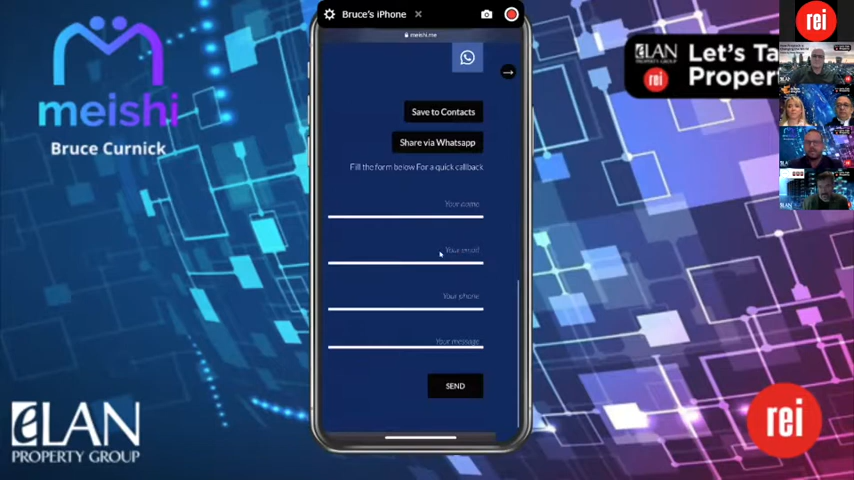 Bruce's iPhone
rei
meishi.me
eLAN
rei
Let's Ta
Proper
meishi
Bruce Curnick
Save to Contacts
Share via Whatsapp
Fill the form below For a quick callback
Your name
Your email
Your phone
Your message
SEND
eLAN
PROPERTY GROUP
rei